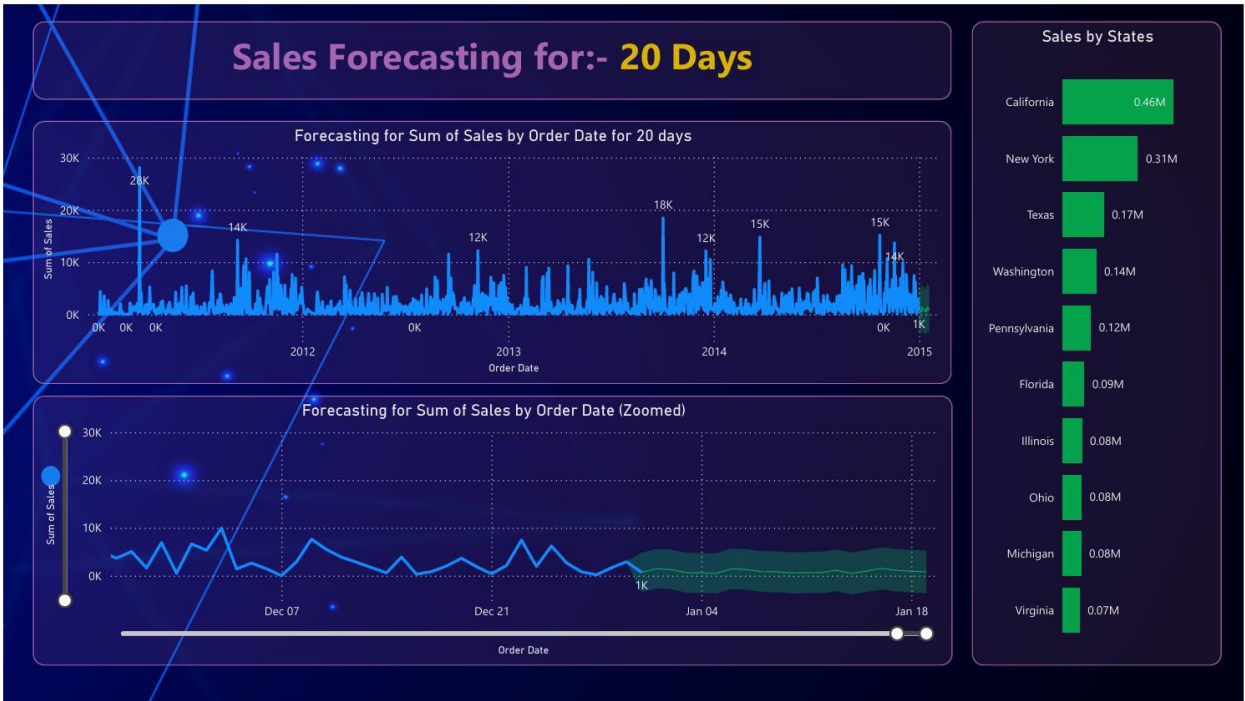 Sales Forecasting for:- 20 Days
Forecasting for Sum of Sales by Order Date for 20 days
Sum of Sales
30K
20K
10K
0K
28K
14K
12K
18K
12K
15K
15K
14K
0K
0K
0K
0K
0K
1K
2012
2013
2014
2015
Order Date
Forecasting for Sum of Sales by Order Date (Zoomed)
Sum of Sales
30K
20K
10K
0K
1K
Dec 07
Dec 21
Jan 04
Jan 18
Order Date
Sales by States
California 0.46M
New York 0.31M
Texas 0.17M
Washington 0.14M
Pennsylvania 0.12M
Florida 0.09M
Illinois 0.08M
Ohio 0.08M
Michigan 0.08M
Virginia 0.07M